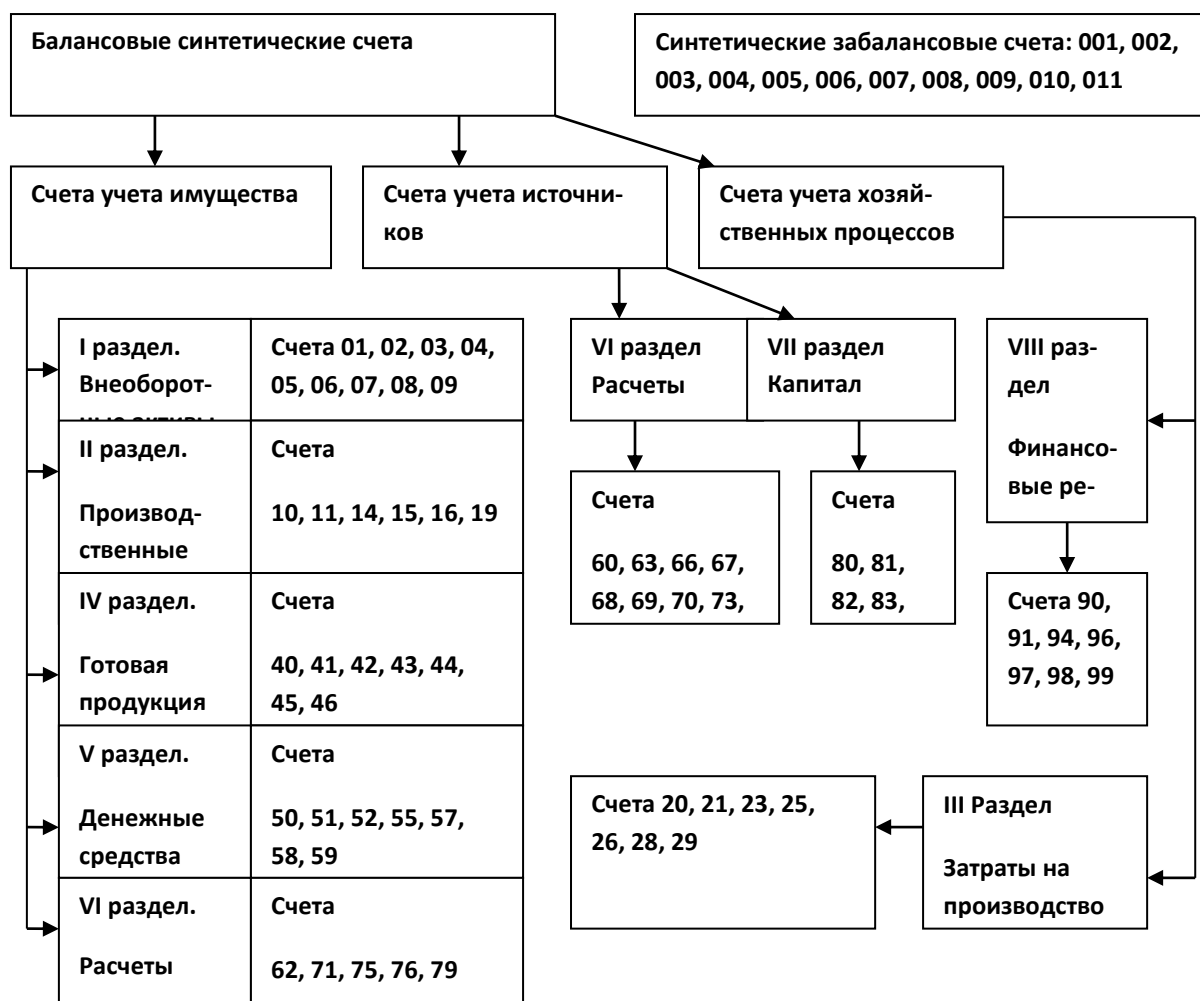 Балансовые синтетические счета
Синтетические забалансовые счета: 001, 002,
003, 004, 005, 006, 007, 008, 009, 010, 011
Счета учета имущества
Счета учета источни-
ков
Счета учета хозяй-
ственных процессов
I раздел.
Внеоборот-
Счета 01, 02, 03, 04,
05, 06, 07, 08, 09
II раздел.
Производ-
ственные
Счета
10, 11, 14, 15, 16, 19
IV раздел.
Готовая
продукция
Счета
40, 41, 42, 43, 44,
45, 46
V раздел.
Денежные
средства
Счета
50, 51, 52, 55, 57,
58, 59
VI раздел.
Расчеты
Счета
62, 71, 75, 76, 79
VI раздел
Расчеты
VII раздел
Капитал
Счета
60, 63, 66, 67,
68, 69, 70, 73,
Счета
80, 81,
82, 83,
VIII раз-
дел
Финансо-
вые ре-
Счета 90,
91, 94, 96,
97, 98, 99
III Раздел
Затраты на
производство
Счета 20, 21, 23, 25,
26, 28, 29